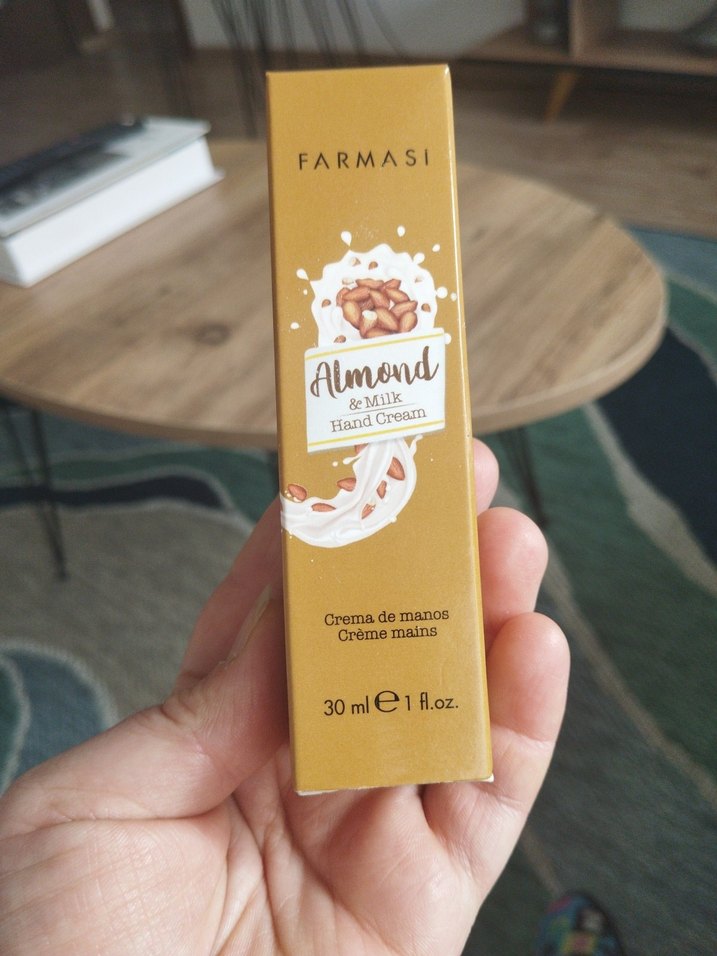 FARMASi
Almond
& Milk
Hand Cream
Crema de manos
Crème mains
30 ml ℮ 1 fl.oz.